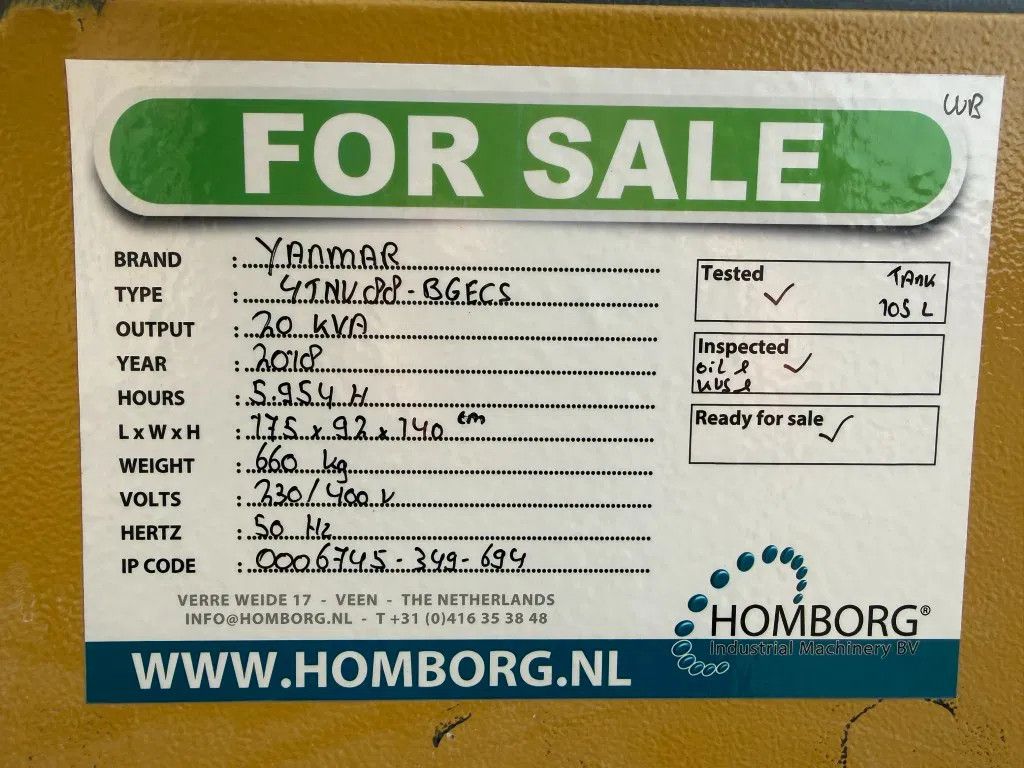 WB
FOR SALE
BRAND : YANMAR
TYPE : 4TNV88-BGECS
OUTPUT : 20 KVA
YEAR : 2018
HOURS : 5.954 H
L x W x H : 175 x 92 x 140 cm
WEIGHT : 660 kg
VOLTS : 230/400 V
HERTZ : 50 Hz
IP CODE : 0006745-349-694
Tested ✓ TANK
105 L
Inspected ✓
OIL
Ready for sale ✓
VERRE WEIDE 17 - VEEN - THE NETHERLANDS
INFO@HOMBORG.NL - T +31 (0)416 35 38 48
HOMBORG®
Industrial Machinery BV
WWW.HOMBORG.NL